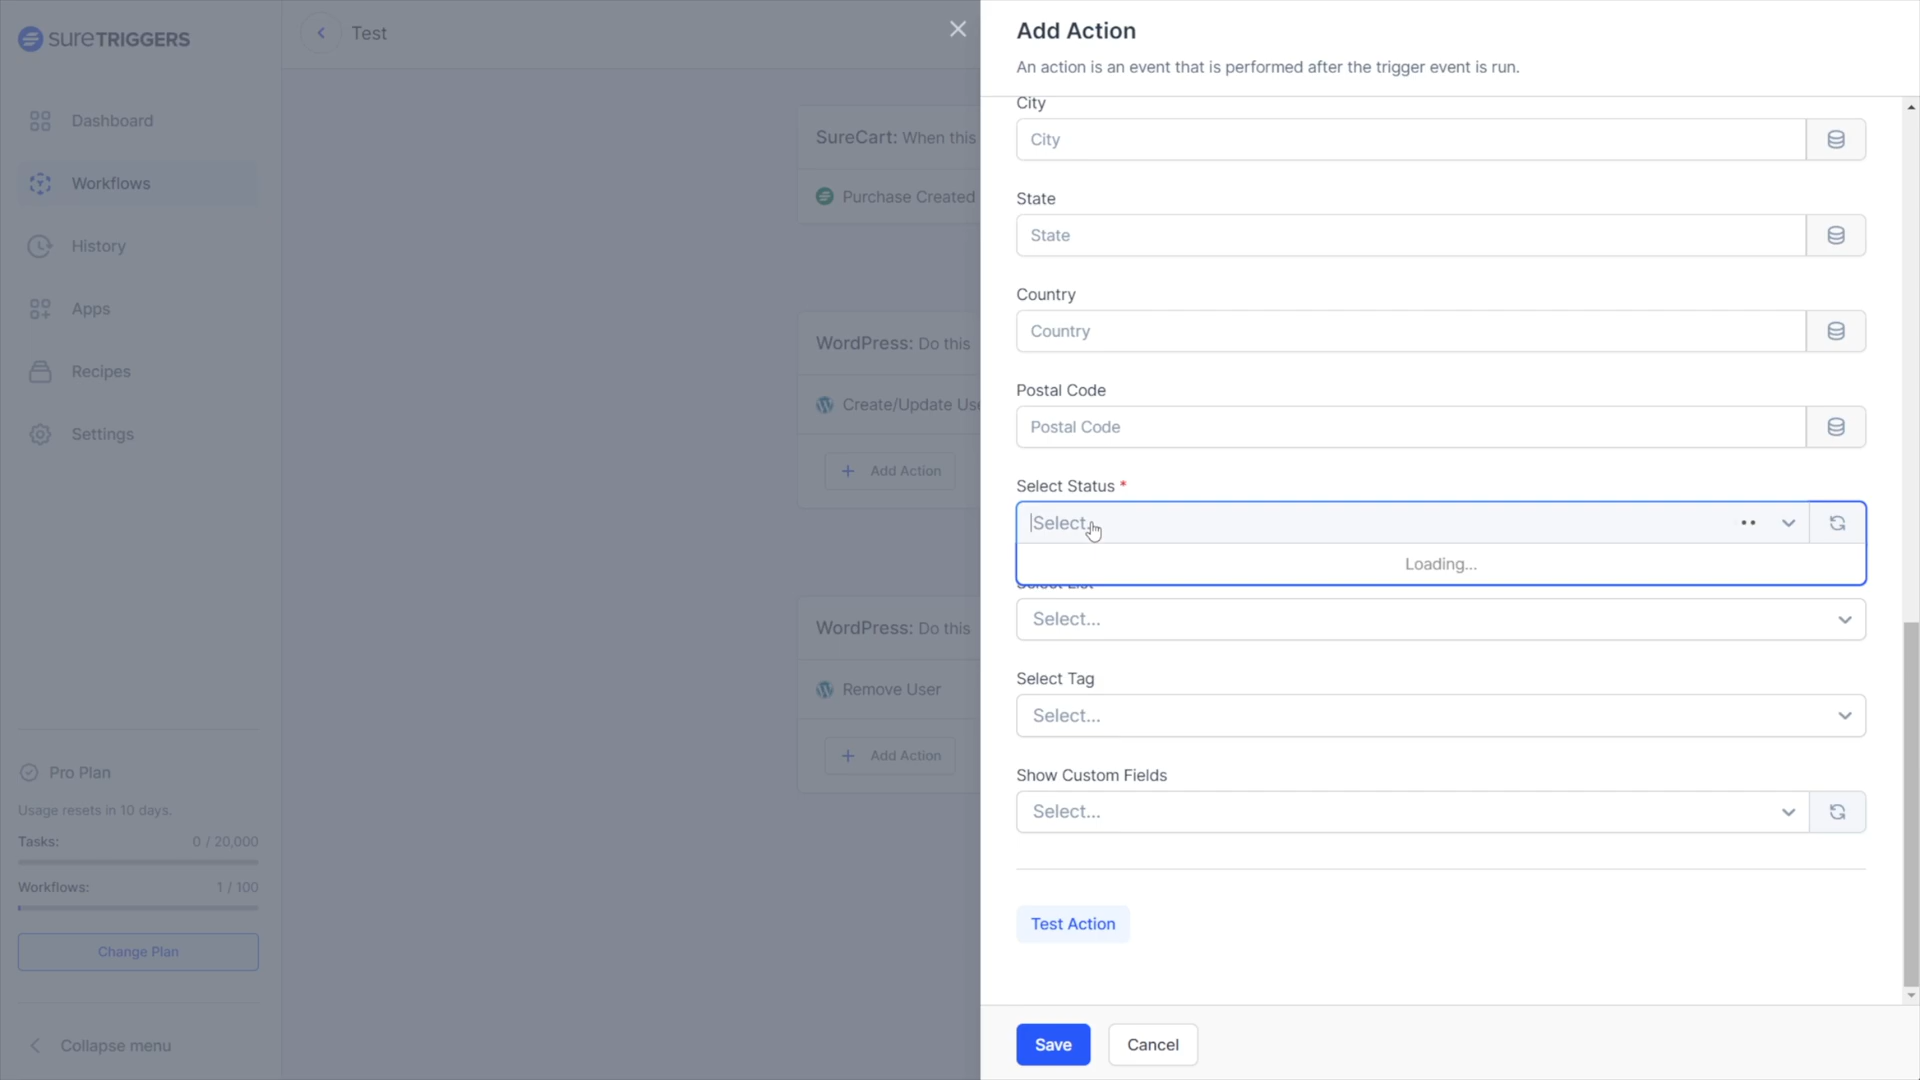 SureTRIGGERS
Dashboard
Workflows
History
Apps
Recipes
Settings
Pro Plan
Usage resets in 10 days.
Tasks: 0 / 20,000
Workflows: 1 / 100
Change Plan
Collapse menu
Test
SureCart: When this
Purchase Created
WordPress: Do this
Create/Update Use
Add Action
WordPress: Do this
Remove User
Add Action
Add Action
An action is an event that is performed after the trigger event is run.
City
City
State
State
Country
Country
Postal Code
Postal Code
Select Status *
Select
Loading...
Select List
Select...
Select Tag
Select...
Show Custom Fields
Select...
Test Action
Save
Cancel